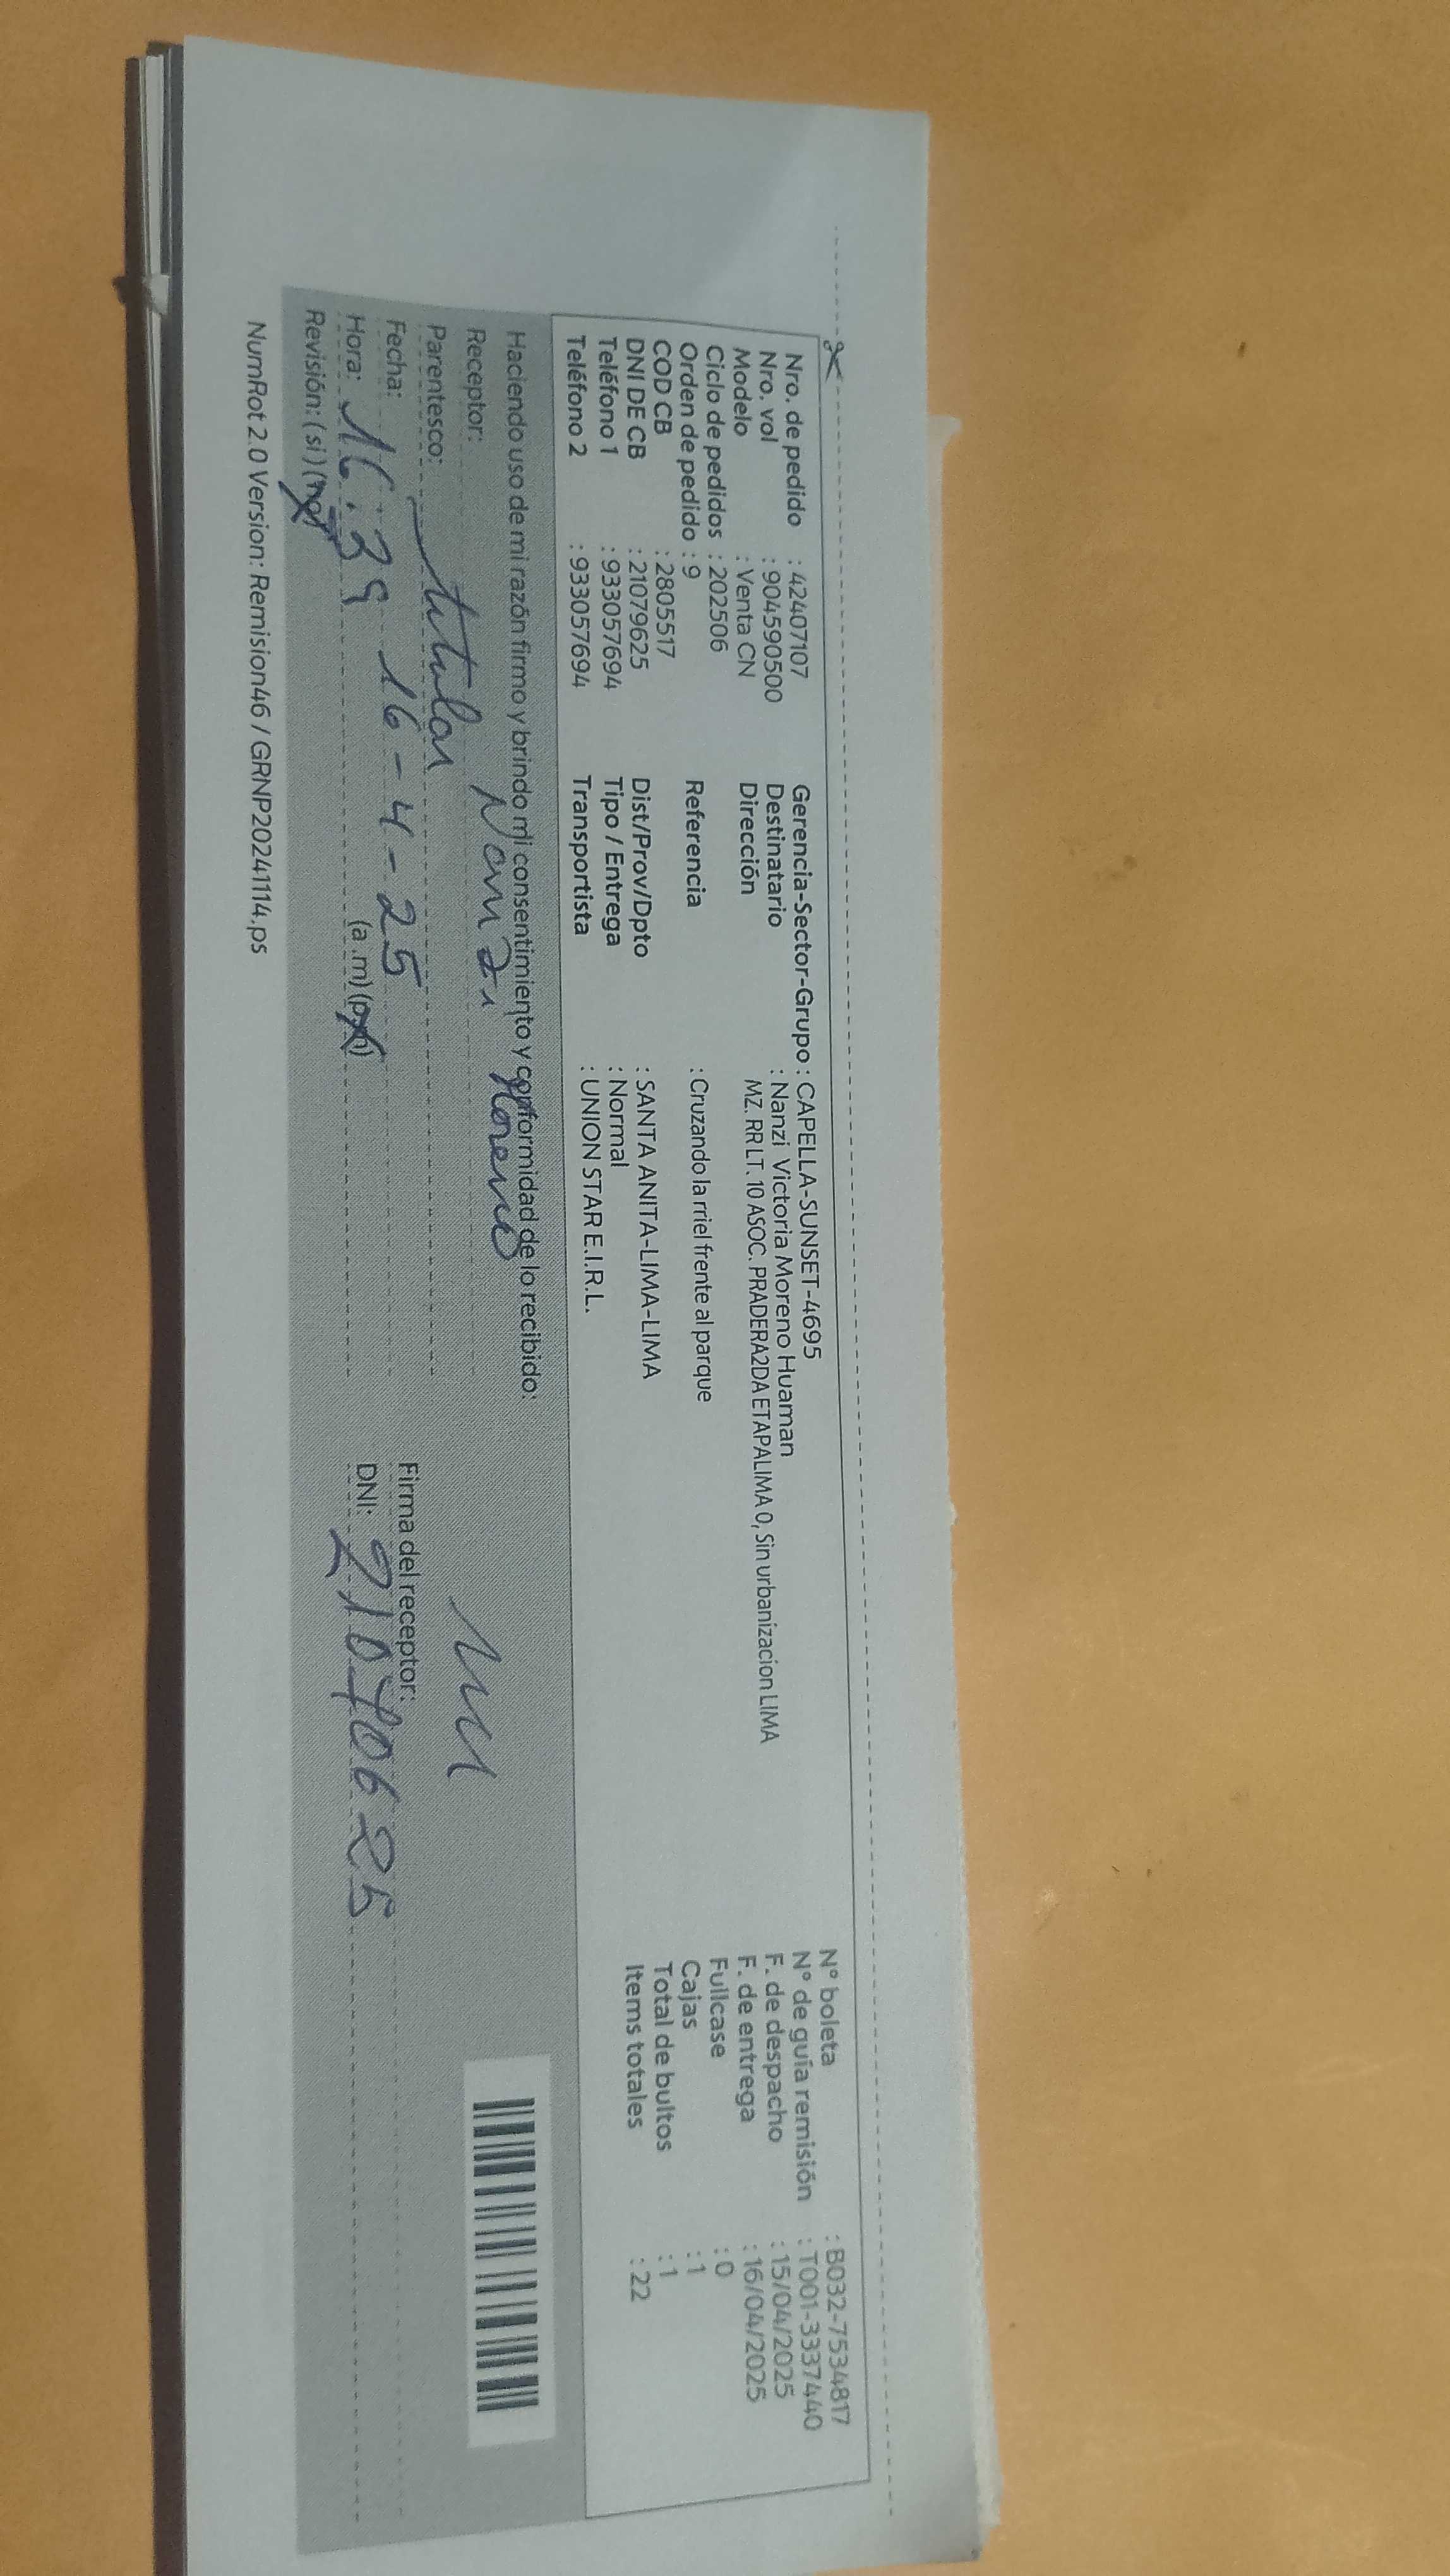 Nro. de pedido : 42407107 Gerencia-Sector-Grupo : CAPELLA-SUNSET-4695 N° boleta : B032-7534817
Nro. vol : 904590500 Destinatario : Nanzi Victoria Moreno Huaman N° de guía remisión : T001-3337440
Modelo : Venta CN Dirección MZ. RR LT. 10 ASOC. PRADERA2DA ETAPALIMA 0, Sin urbanizacion LIMA F. de despacho : 15/04/2025
Ciclo de pedidos : 202506 F. de entrega : 16/04/2025
Orden de pedido : 9 Referencia : Cruzando la rriel frente al parque Fullcase : 0
COD CB : 2805517 Cajas : 1
DNI DE CB : 21079625 Dist/Prov/Dpto : SANTA ANITA-LIMA-LIMA Total de bultos : 1
Teléfono 1 : 933057694 Tipo / Entrega : Normal Items totales : 22
Teléfono 2 : 933057694 Transportista : UNION STAR E.I.R.L.
Haciendo uso de mi razón firmo y brindo mi consentimiento y conformidad de lo recibido:
Receptor: Nanzi Moreno
Parentesco: titular
Fecha: 16-4-25 Firma del receptor:
Hora: 16:39 (a .m) (p.m) DNI: 21070625
Revisión: ( si ) ( no )
NumRot 2.0 Version: Remision46 / GRNP20241114.ps